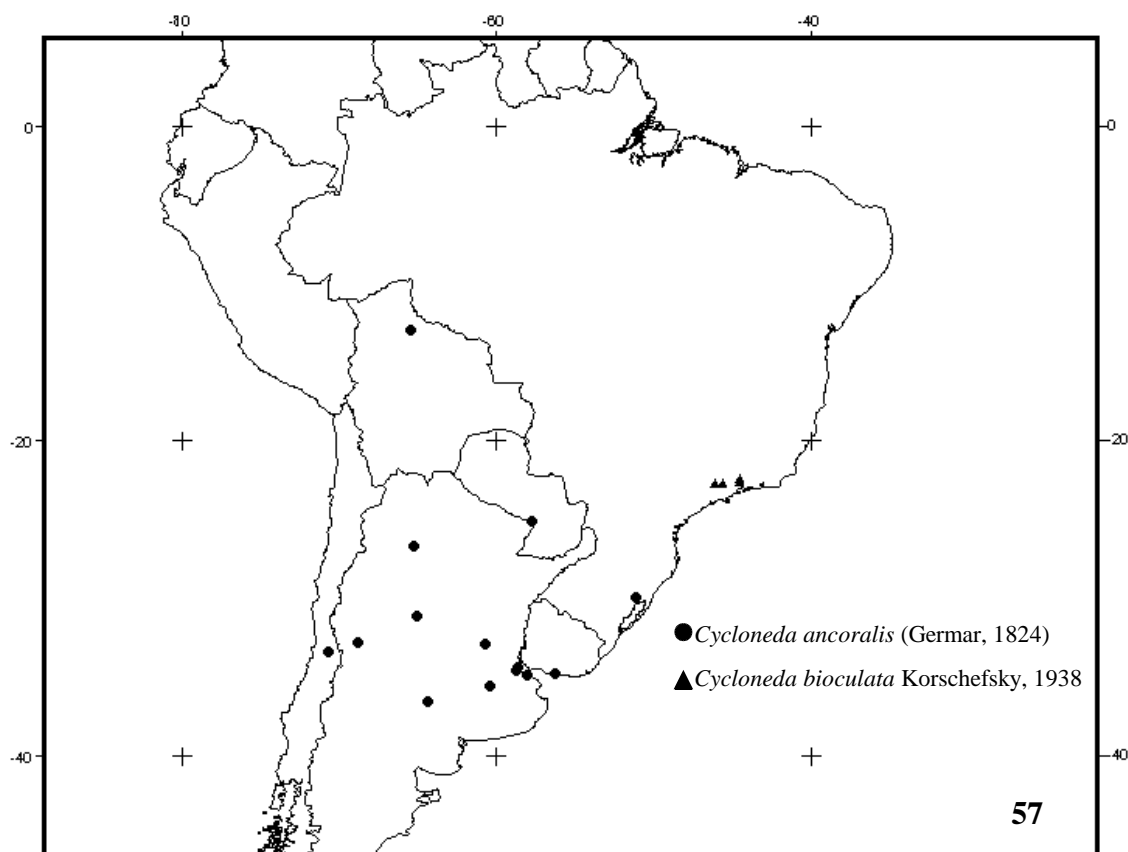 -80 -60 -40
0 0
-20 -20
Cycloneda ancoralis (Germar, 1824)
Cycloneda bioculata Korschefsky, 1938
-40 -40
57